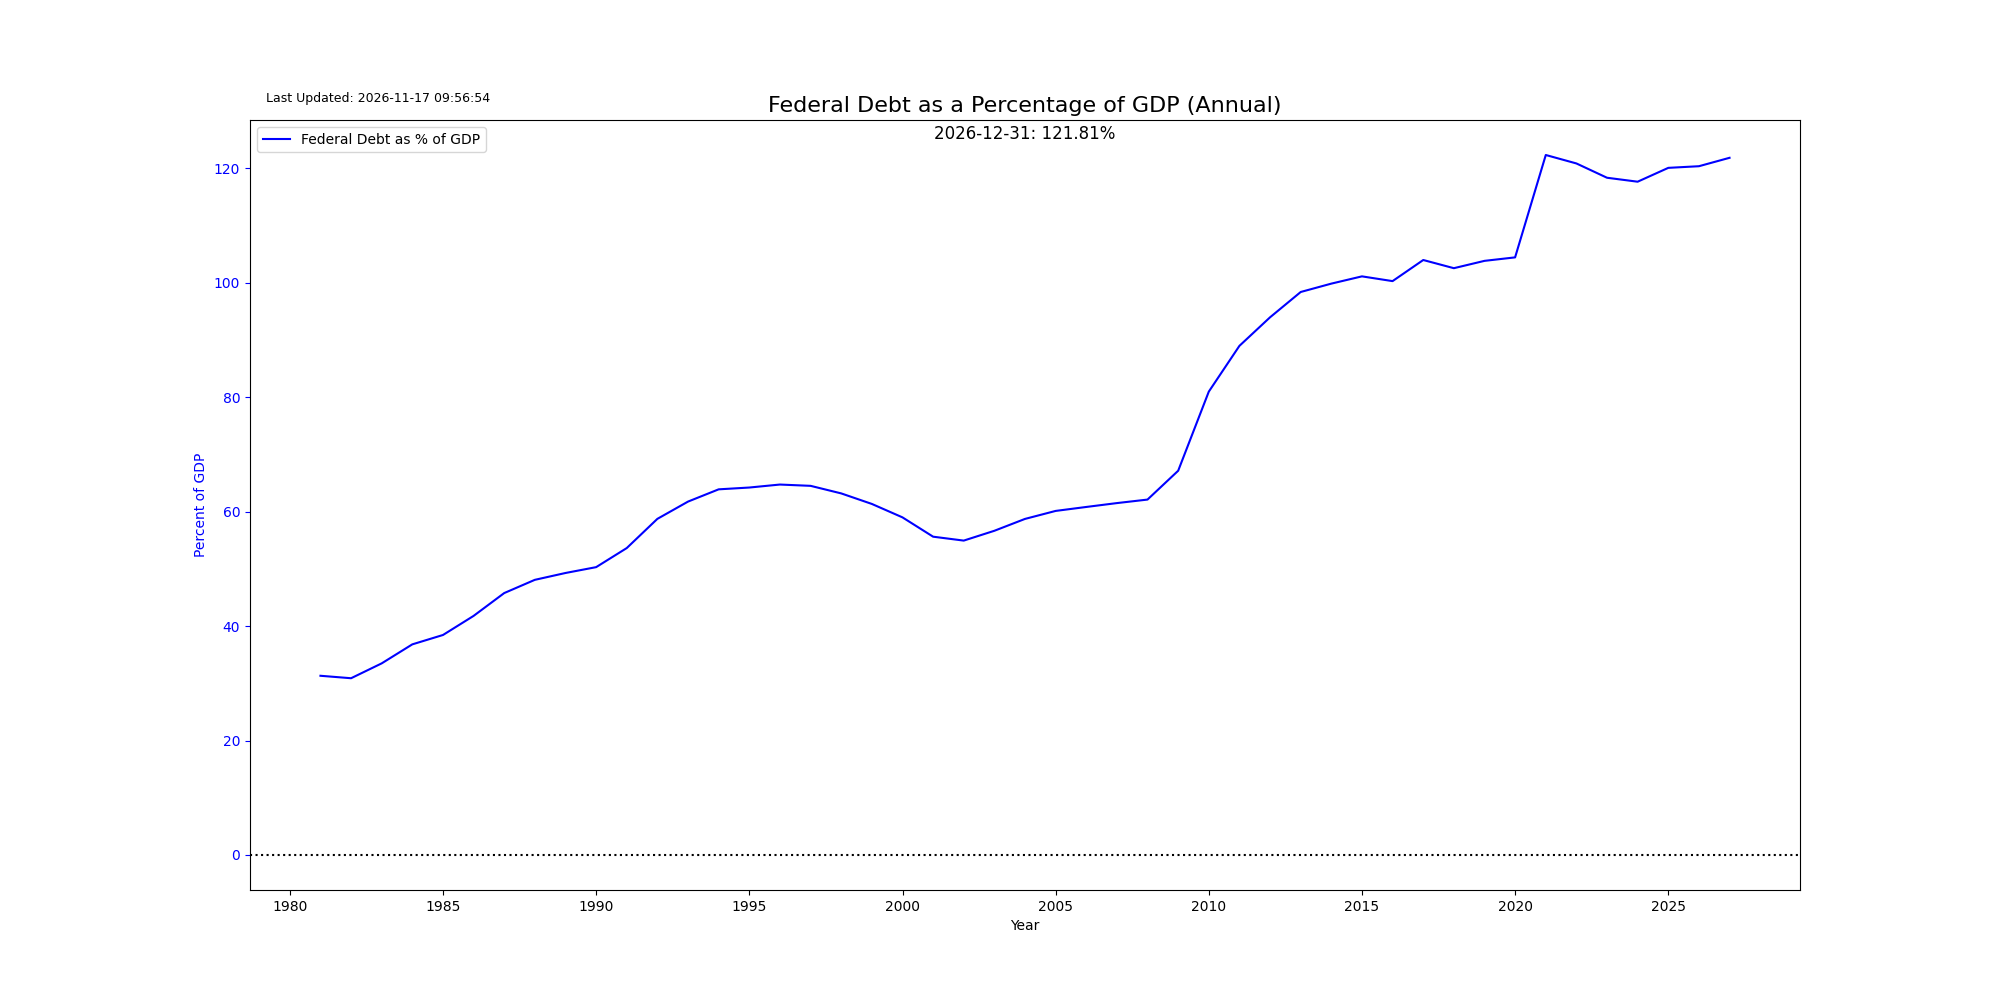 Last Updated: 2026-11-17 09:56:54
Federal Debt as a Percentage of GDP (Annual)
Federal Debt as % of GDP
2026-12-31: 121.81%
120
100
80
60
40
20
0
Percent of GDP
1980 1985 1990 1995 2000 2005 2010 2015 2020 2025
Year